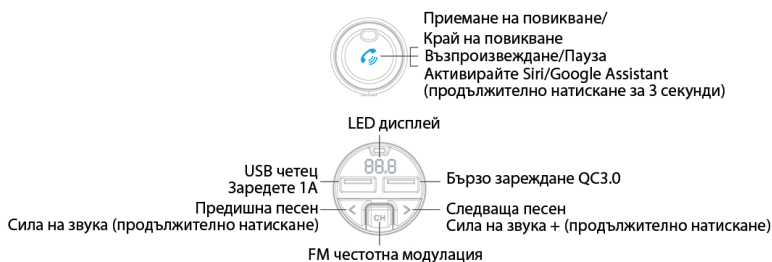 Приемане на повикване/
Край на повикване
Възпроизвеждане/Пауза
Активирайте Siri/Google Assistant
(продължително натискане за 3 секунди)
LED дисплей
88.8
USB четец
Заредете 1A
Бързо зареждане QC3.0
Предишна песен
Сила на звука (продължително натискане)
<
CH
>
Следваща песен
Сила на звука + (продължително натискане)
FM честотна модулация